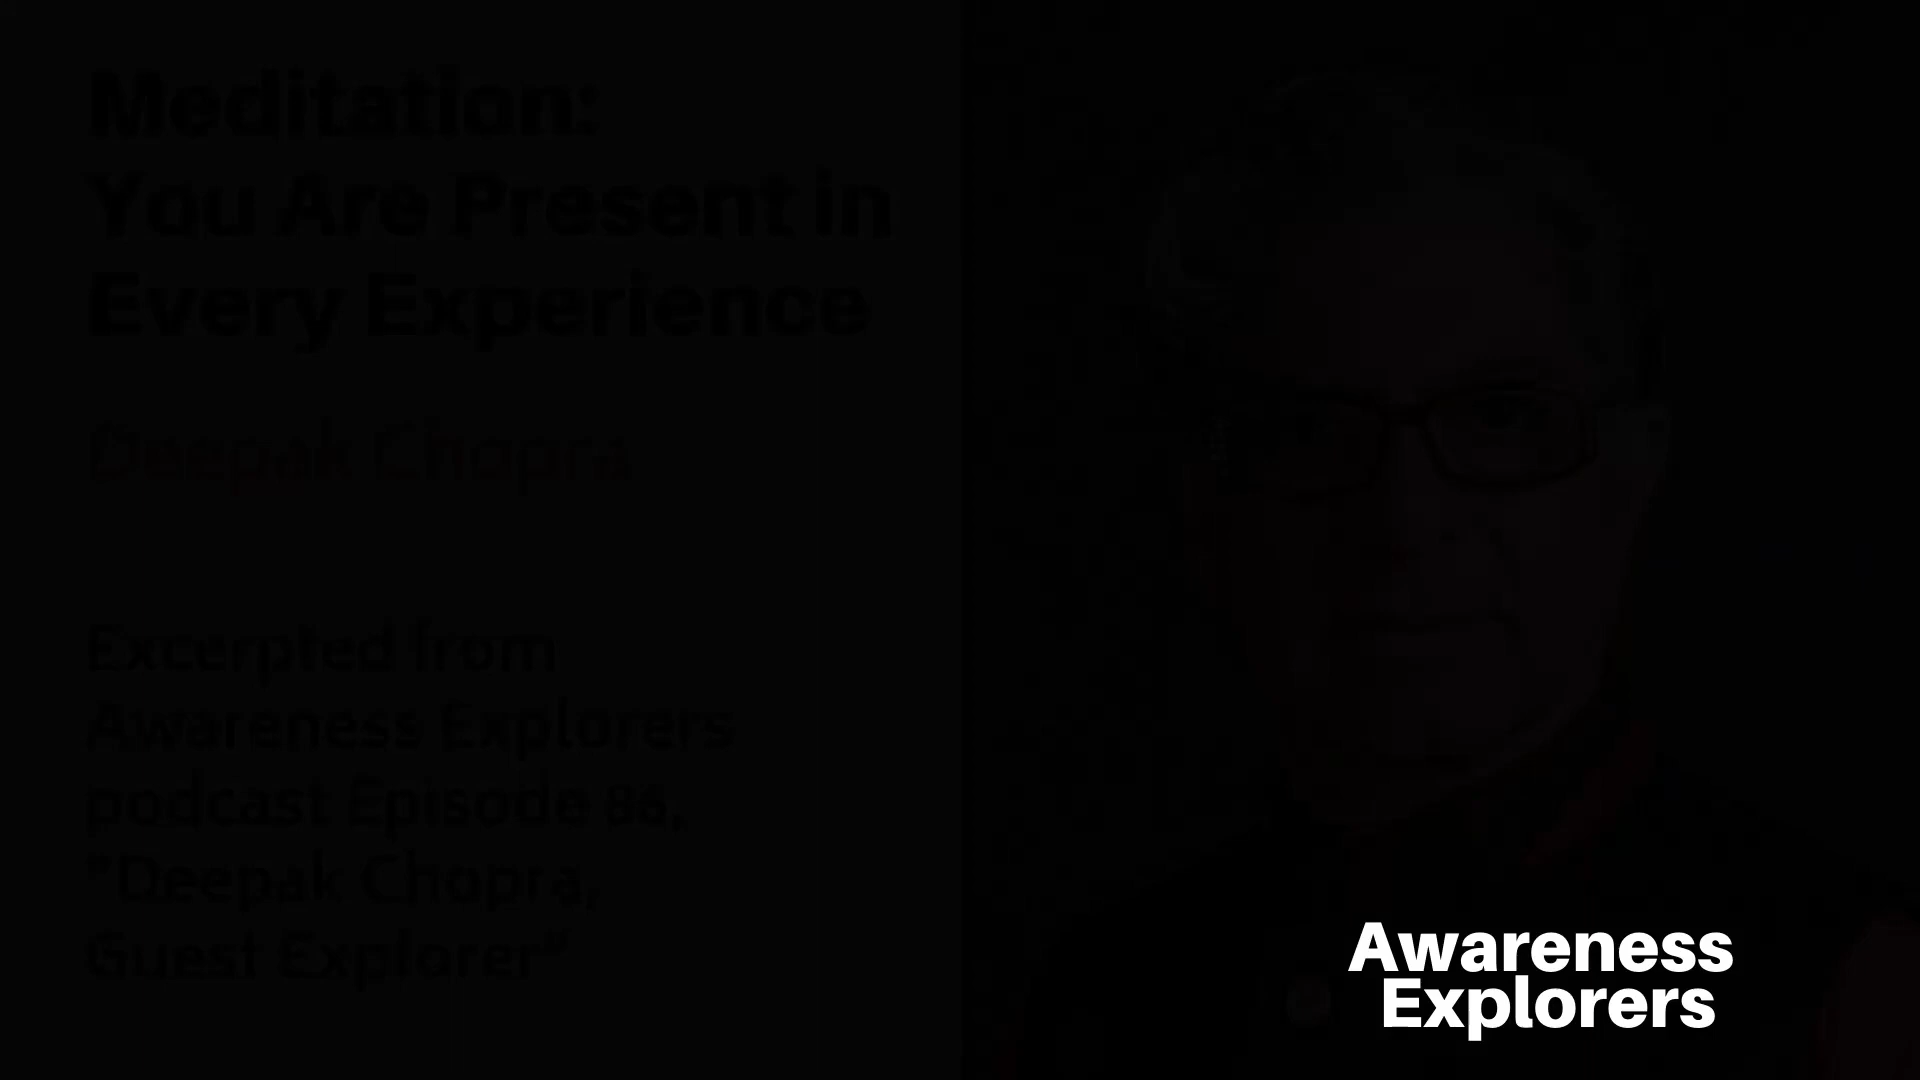 Meditation:
You Are Present in
Every Experience
Deepak Chopra
Excerpted from
Awareness Explorers
podcast Episode 86,
"Deepak Chopra,
Guest Explorer"
Awareness
Explorers